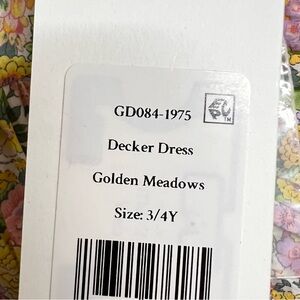 GD084-1975
Decker Dress
Golden Meadows
Size: 3/4Y